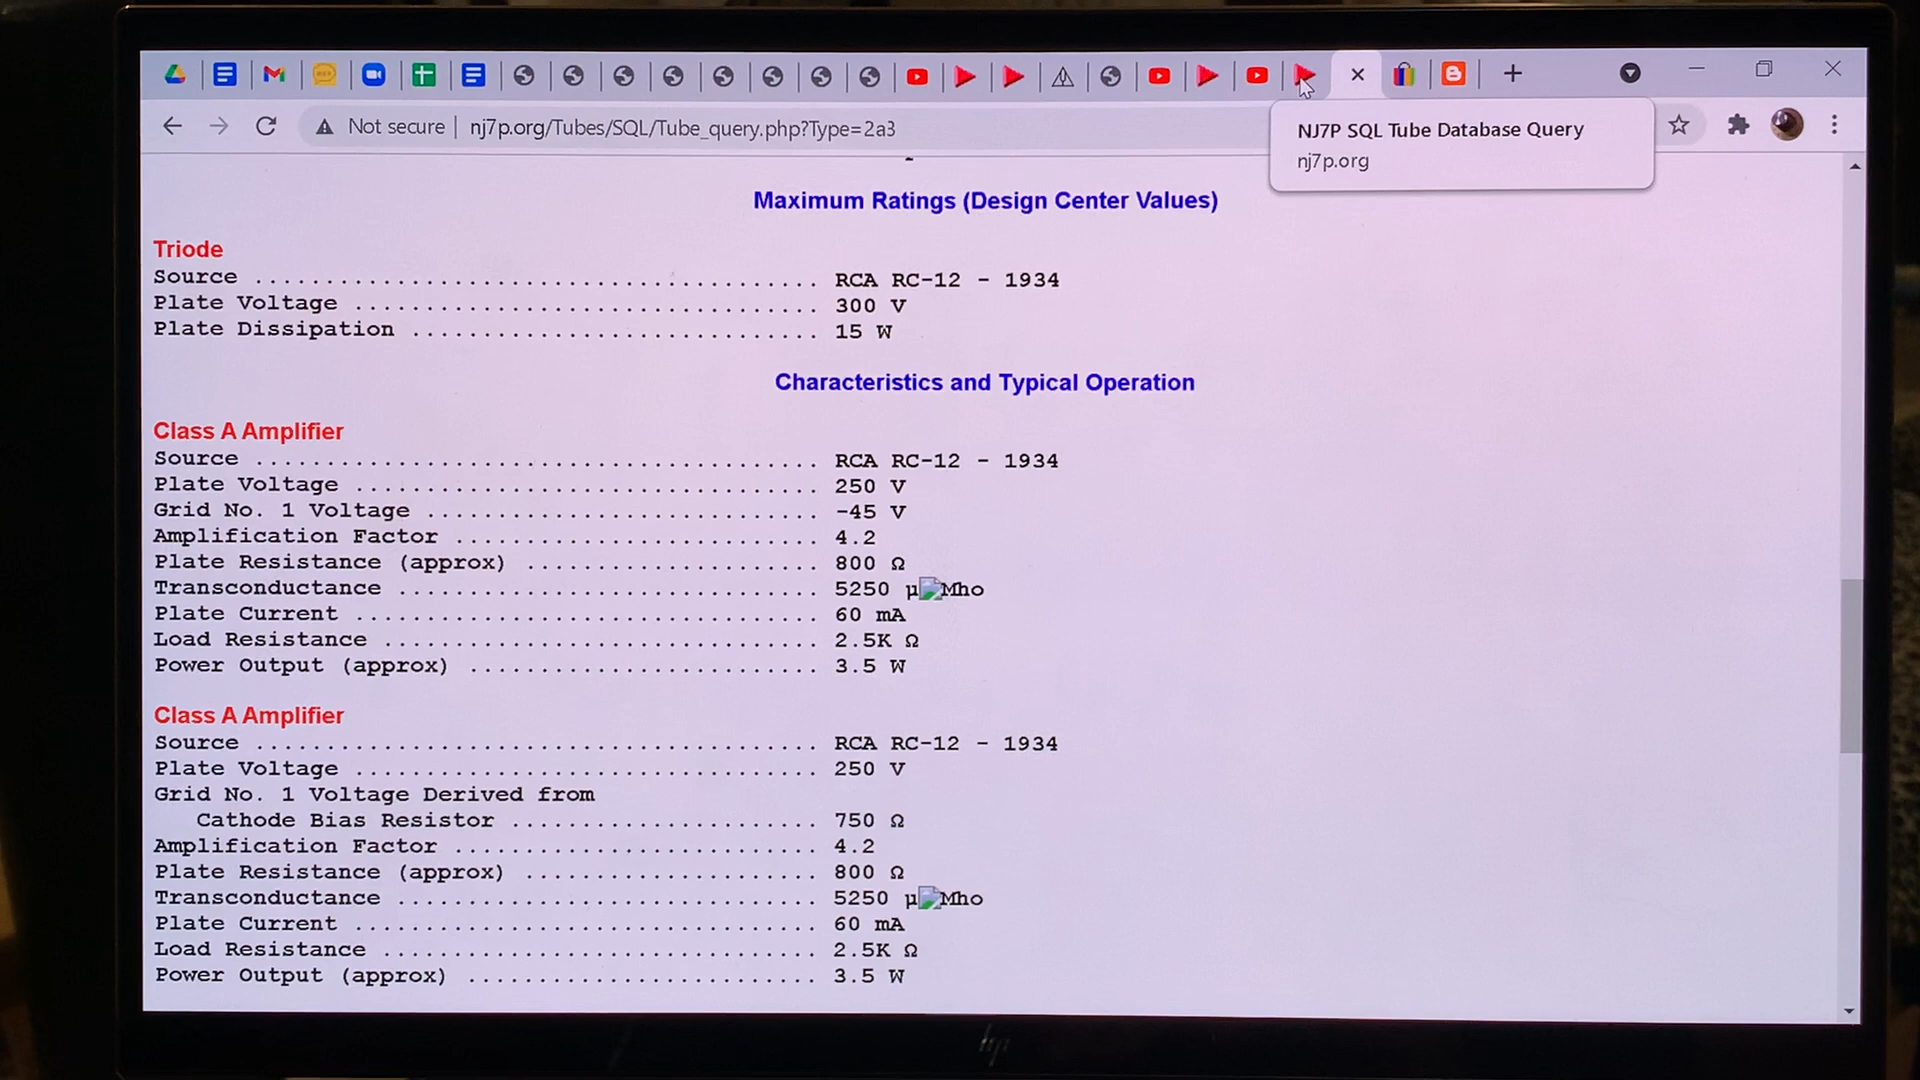 Not secure | nj7p.org/Tubes/SQL/Tube_query.php?Type=2a3
NJ7P SQL Tube Database Query
nj7p.org
Maximum Ratings (Design Center Values)
Triode
Source ........................................ RCA RC-12 - 1934
Plate Voltage ................................. 300 V
Plate Dissipation ............................. 15 W
Characteristics and Typical Operation
Class A Amplifier
Source ........................................ RCA RC-12 - 1934
Plate Voltage ................................. 250 V
Grid No. 1 Voltage ............................ -45 V
Amplification Factor .......................... 4.2
Plate Resistance (approx) ..................... 800 Ω
Transconductance .............................. 5250 µMho
Plate Current ................................. 60 mA
Load Resistance ............................... 2.5K Ω
Power Output (approx) ......................... 3.5 W
Class A Amplifier
Source ........................................ RCA RC-12 - 1934
Plate Voltage ................................. 250 V
Grid No. 1 Voltage Derived from
Cathode Bias Resistor ...................... 750 Ω
Amplification Factor .......................... 4.2
Plate Resistance (approx) ..................... 800 Ω
Transconductance .............................. 5250 µMho
Plate Current ................................. 60 mA
Load Resistance ............................... 2.5K Ω
Power Output (approx) ......................... 3.5 W
hp